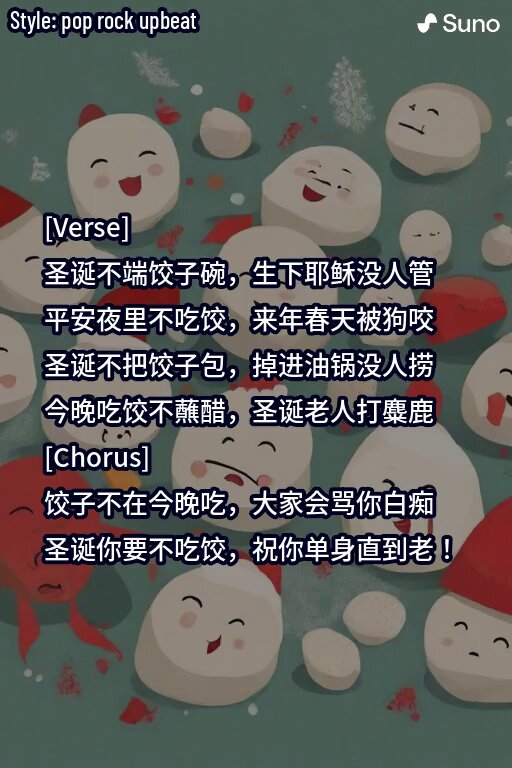 Style: pop rock upbeat
Suno
[Verse]
圣诞不端饺子碗，生下耶稣没人管
平安夜里不吃饺，来年春天被狗咬
圣诞不把饺子包，掉进油锅没人捞
今晚吃饺不蘸醋，圣诞老人打麋鹿
[Chorus]
饺子不在今晚吃，大家会骂你白痴
圣诞你要不吃饺，祝你单身直到老！